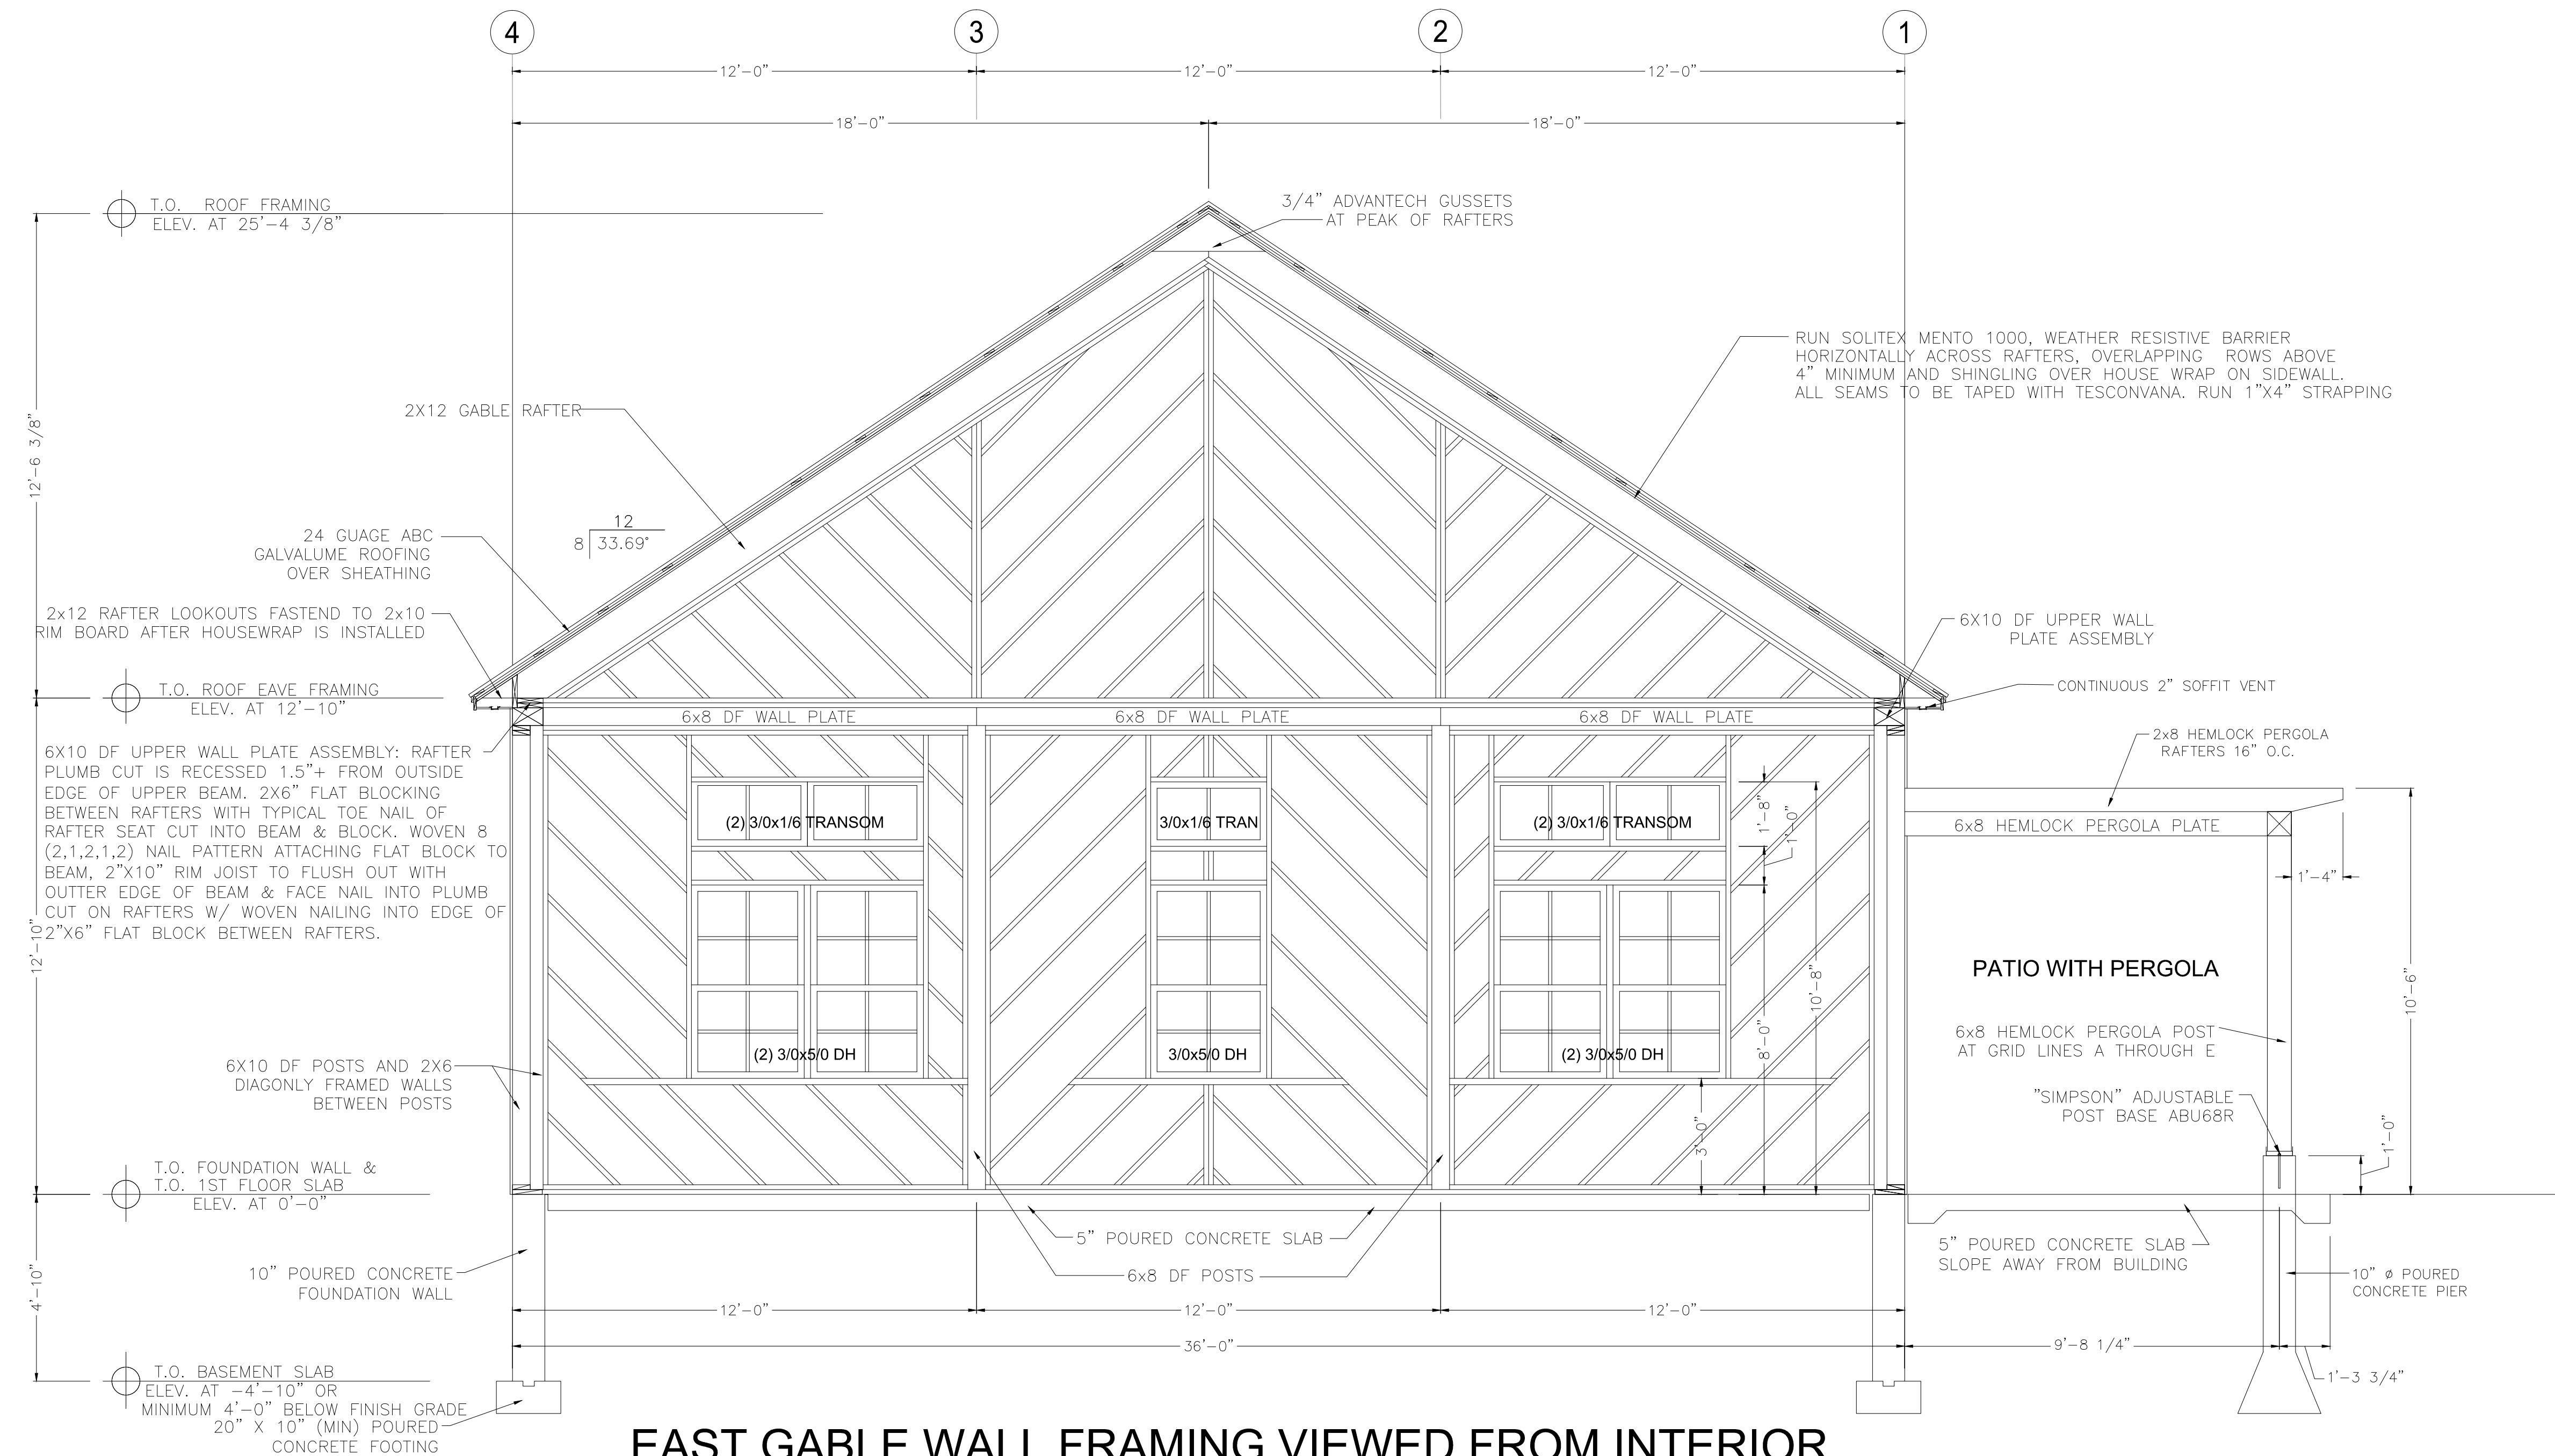 4
3
2
1
12'-0"
12'-0"
12'-0"
18'-0"
18'-0"
T.O. ROOF FRAMING
ELEV. AT 25'-4 3/8"
3/4" ADVANTECH GUSSETS
AT PEAK OF RAFTERS
RUN SOLITEX MENTO 1000, WEATHER RESISTIVE BARRIER
HORIZONTALLY ACROSS RAFTERS, OVERLAPPING ROWS ABOVE
4" MINIMUM AND SHINGLING OVER HOUSE WRAP ON SIDEWALL.
ALL SEAMS TO BE TAPED WITH TESCONVANA. RUN 1"X4" STRAPPING
2X12 GABLE RAFTER
12'-6 3/8"
12
8
33.69°
24 GUAGE ABC
GALVALUME ROOFING
OVER SHEATHING
2x12 RAFTER LOOKOUTS FASTEND TO 2x10
RIM BOARD AFTER HOUSEWRAP IS INSTALLED
6X10 DF UPPER WALL
PLATE ASSEMBLY
T.O. ROOF EAVE FRAMING
ELEV. AT 12'-10"
CONTINUOUS 2" SOFFIT VENT
6x8 DF WALL PLATE
6x8 DF WALL PLATE
6x8 DF WALL PLATE
2x8 HEMLOCK PERGOLA
RAFTERS 16" O.C.
6X10 DF UPPER WALL PLATE ASSEMBLY: RAFTER
PLUMB CUT IS RECESSED 1.5"+ FROM OUTSIDE
EDGE OF UPPER BEAM. 2X6" FLAT BLOCKING
BETWEEN RAFTERS WITH TYPICAL TOE NAIL OF
RAFTER SEAT CUT INTO BEAM & BLOCK. WOVEN 8
(2,1,2,1,2) NAIL PATTERN ATTACHING FLAT BLOCK TO
BEAM, 2"X10" RIM JOIST TO FLUSH OUT WITH
OUTTER EDGE OF BEAM & FACE NAIL INTO PLUMB
CUT ON RAFTERS W/ WOVEN NAILING INTO EDGE OF
2"X6" FLAT BLOCK BETWEEN RAFTERS.
12'-10"
(2) 3/0x1/6 TRANSOM
3/0x1/6 TRAN
(2) 3/0x1/6 TRANSOM
1'-8"
1'-0"
6x8 HEMLOCK PERGOLA PLATE
1'-4"
PATIO WITH PERGOLA
10'-8"
10'-6"
8'-0"
6x8 HEMLOCK PERGOLA POST
AT GRID LINES A THROUGH E
(2) 3/0x5/0 DH
3/0x5/0 DH
(2) 3/0x5/0 DH
6X10 DF POSTS AND 2X6
DIAGONLY FRAMED WALLS
BETWEEN POSTS
"SIMPSON" ADJUSTABLE
POST BASE ABU68R
3'-0"
1'-0"
T.O. FOUNDATION WALL &
T.O. 1ST FLOOR SLAB
ELEV. AT 0'-0"
5" POURED CONCRETE SLAB
6x8 DF POSTS
5" POURED CONCRETE SLAB
SLOPE AWAY FROM BUILDING
10" POURED CONCRETE
FOUNDATION WALL
10" ø POURED
CONCRETE PIER
4'-10"
12'-0"
12'-0"
12'-0"
36'-0"
9'-8 1/4"
1'-3 3/4"
T.O. BASEMENT SLAB
ELEV. AT -4'-10" OR
MINIMUM 4'-0" BELOW FINISH GRADE
20" X 10" (MIN) POURED
CONCRETE FOOTING
EAST GABLE WALL FRAMING VIEWED FROM INTERIOR